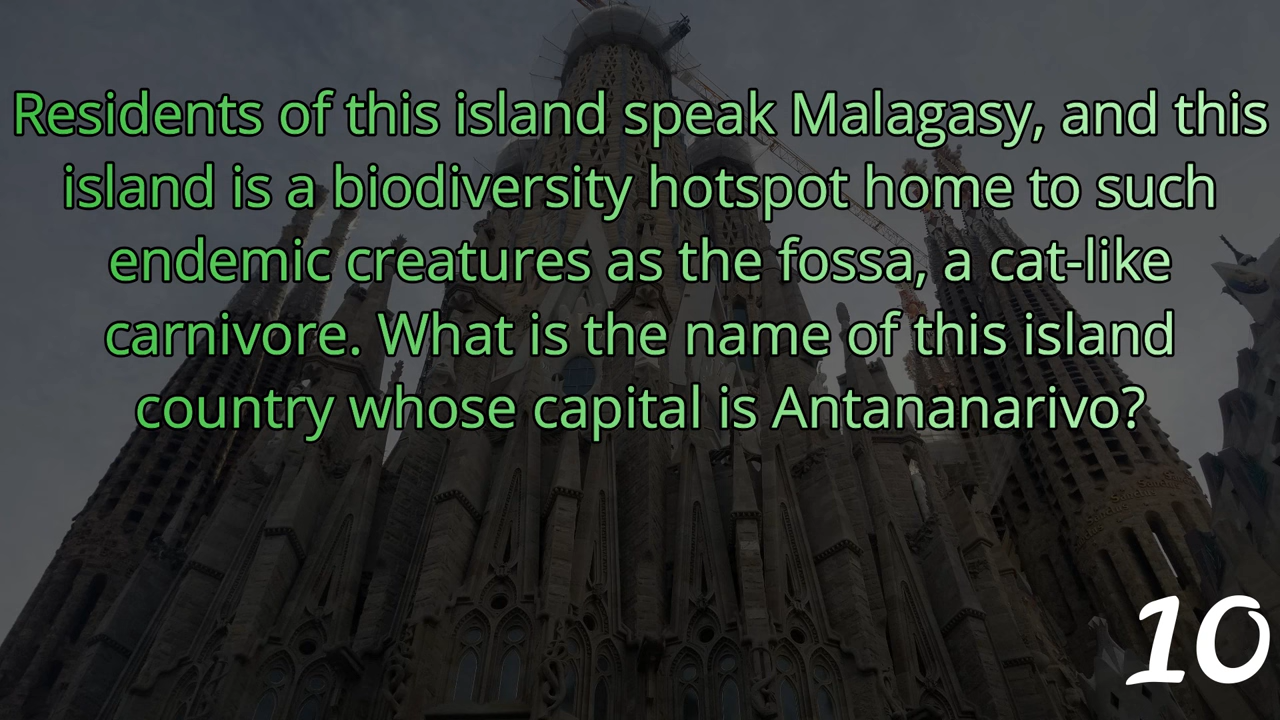 Residents of this island speak Malagasy, and this
island is a biodiversity hotspot home to such
endemic creatures as the fossa, a cat-like
carnivore. What is the name of this island
country whose capital is Antananarivo?
10